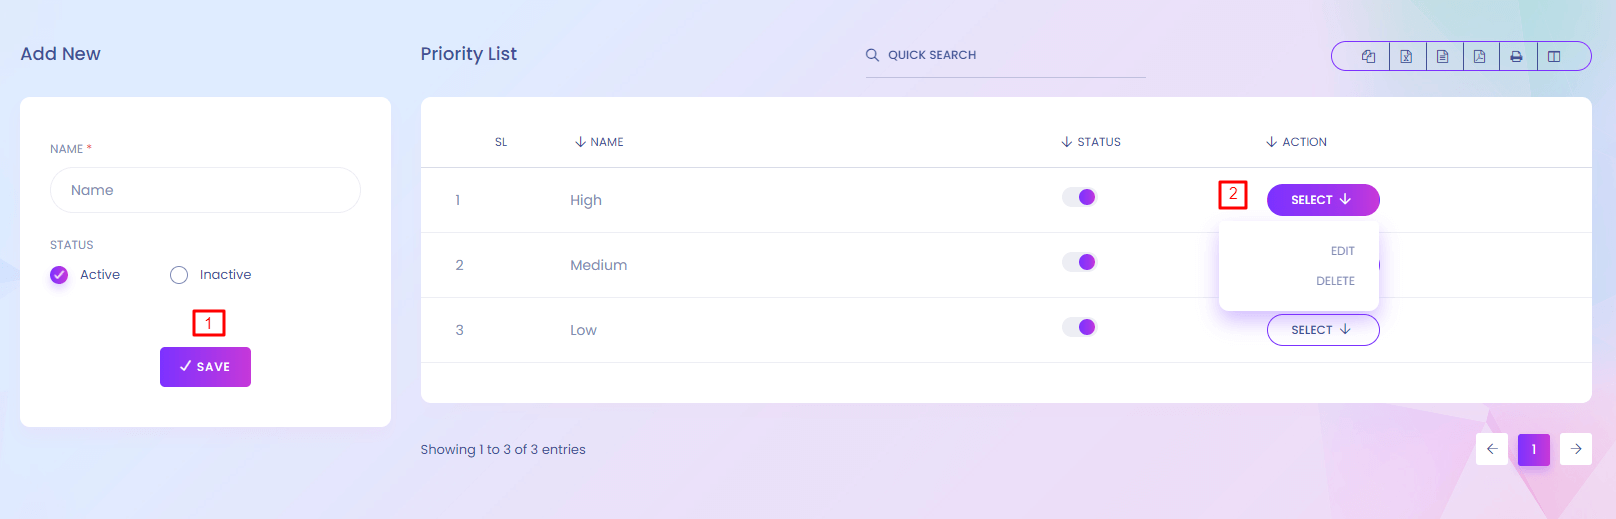 Add New
NAME *
Name
STATUS
Active Inactive
1
SAVE
Priority List
QUICK SEARCH
SL NAME STATUS ACTION
1 High 2 SELECT
EDIT
2 Medium
DELETE
3 Low SELECT
Showing 1 to 3 of 3 entries
1